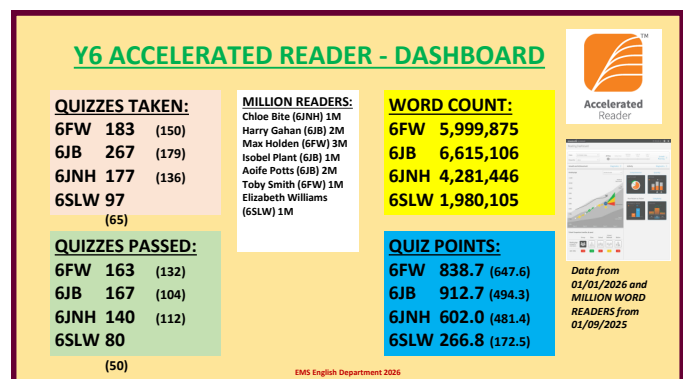 Y6 ACCELERATED READER - DASHBOARD
QUIZZES TAKEN:
6FW 183 (150)
6JB 267 (179)
6JNH 177 (136)
6SLW 97
(65)
MILLION READERS:
Chloe Bite (6JNH) 1M
Harry Gahan (6JB) 2M
Max Holden (6FW) 3M
Isobel Plant (6JB) 1M
Aoife Potts (6JB) 2M
Toby Smith (6FW) 1M
Elizabeth Williams
(6SLW) 1M
WORD COUNT:
6FW 5,999,875
6JB 6,615,106
6JNH 4,281,446
6SLW 1,980,105
TM
Accelerated
Reader
QUIZZES PASSED:
6FW 163 (132)
6JB 167 (104)
6JNH 140 (112)
6SLW 80
(50)
QUIZ POINTS:
6FW 838.7 (647.6)
6JB 912.7 (494.3)
6JNH 602.0 (481.4)
6SLW 266.8 (172.5)
Data from
01/01/2026 and
MILLION WORD
READERS from
01/09/2025
EMS English Department 2026